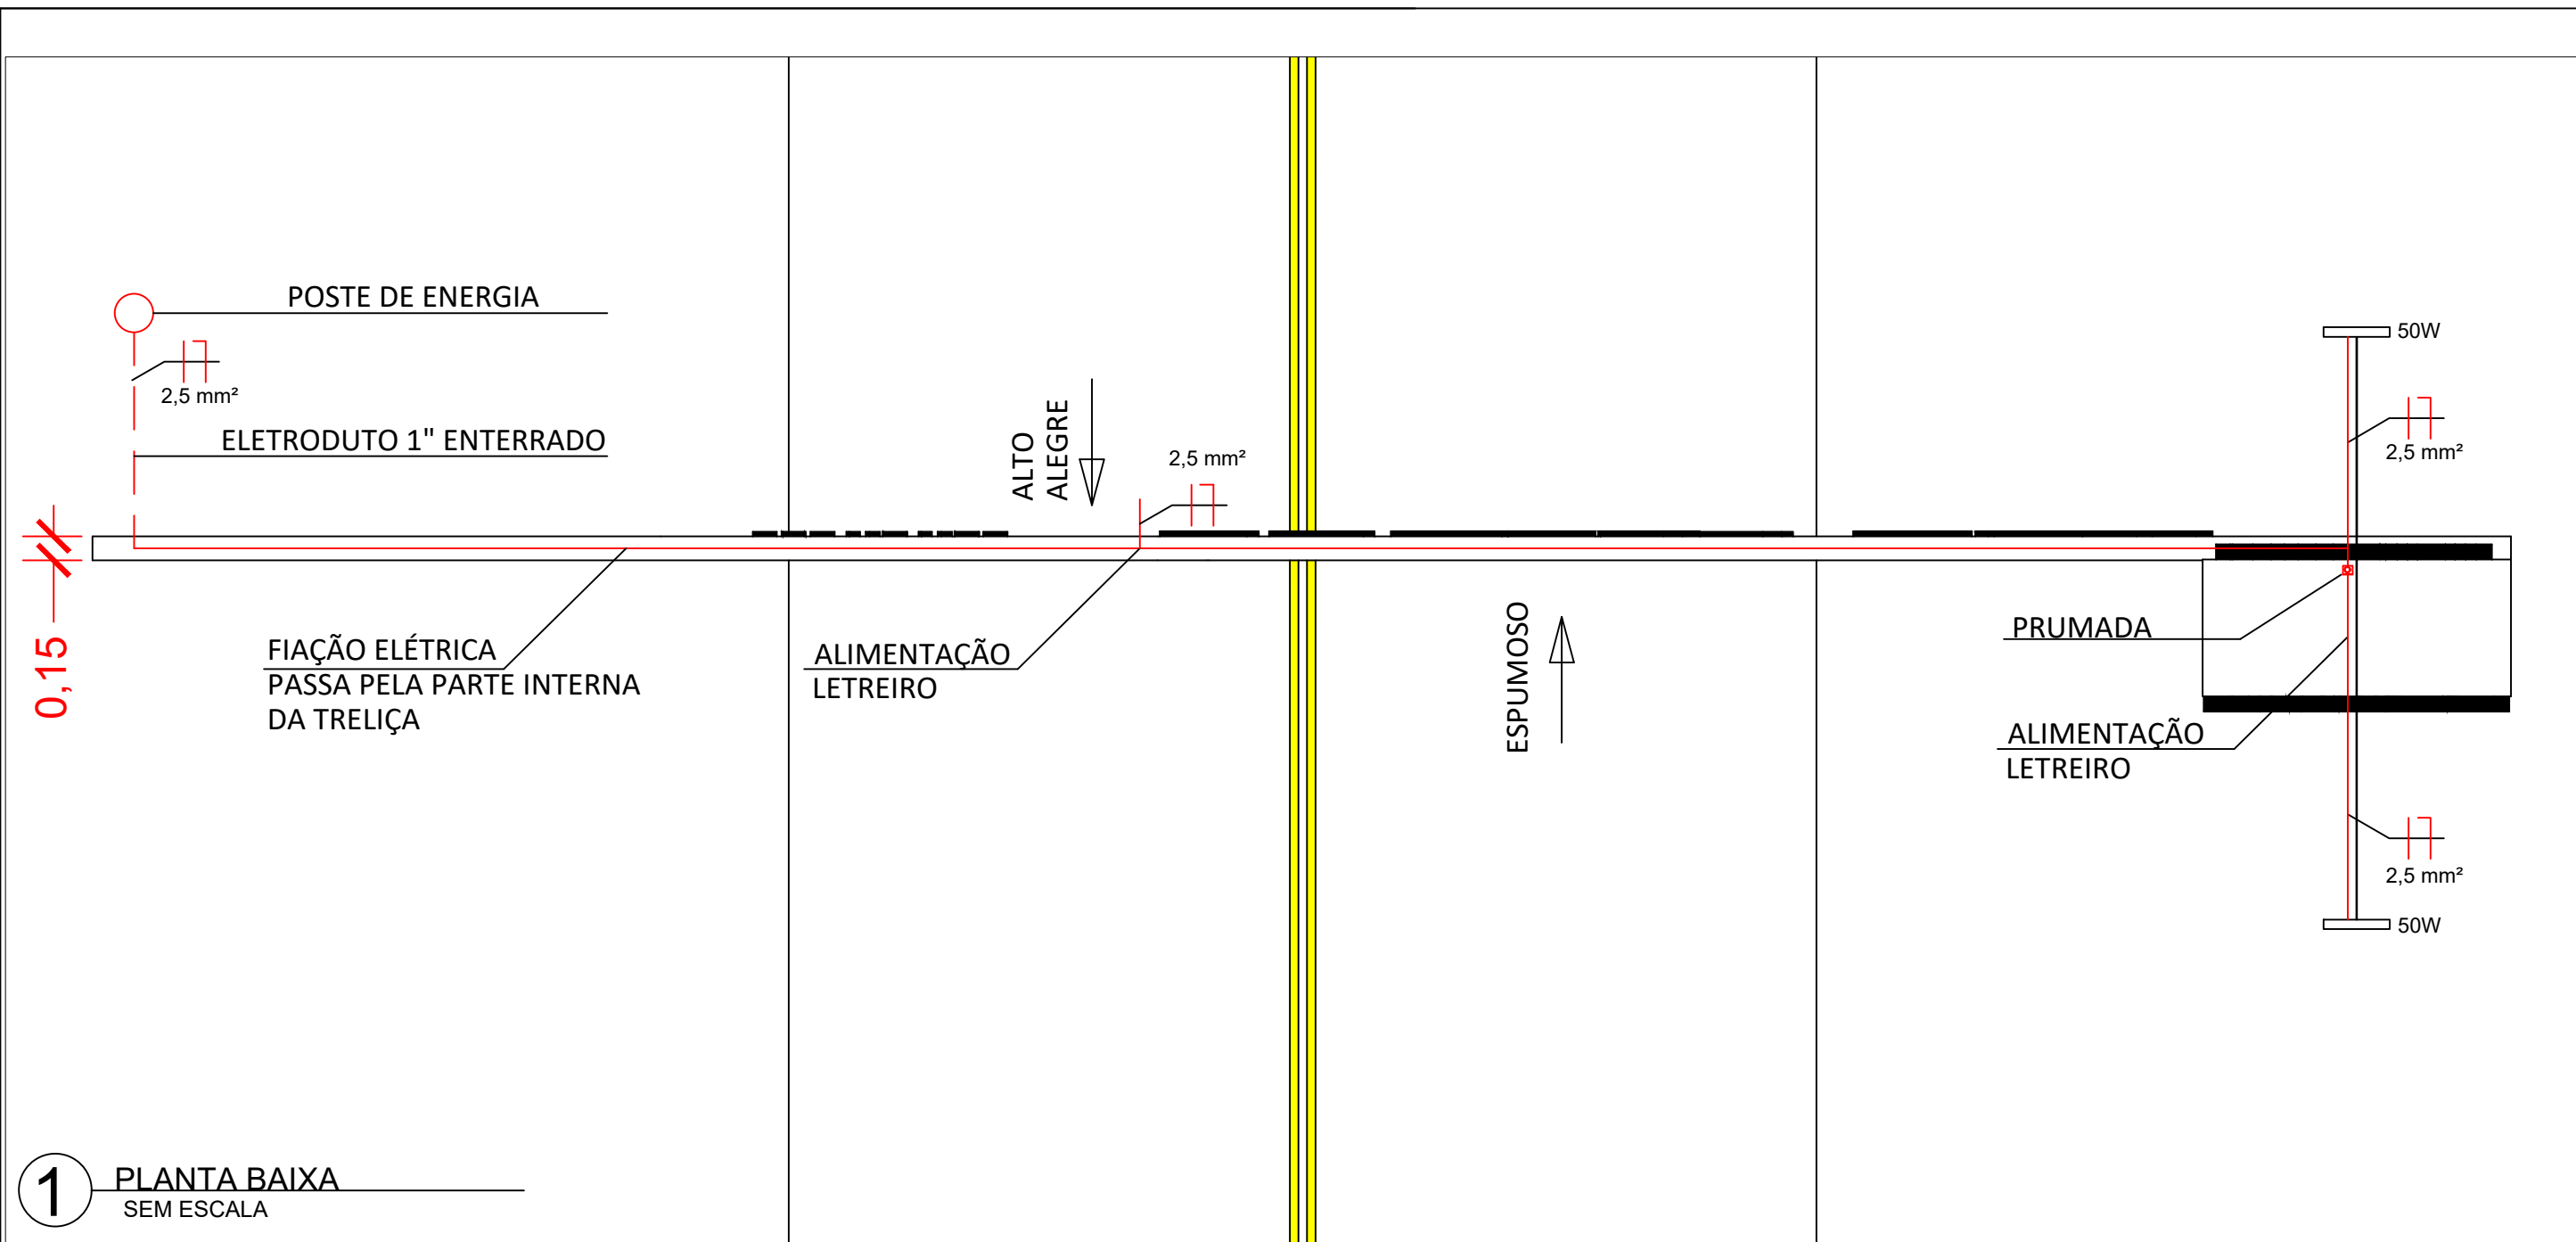 POSTE DE ENERGIA
2,5 mm²
ELETRODUTO 1" ENTERRADO
0,15
FIAÇÃO ELÉTRICA
PASSA PELA PARTE INTERNA
DA TRELIÇA
ALTO
ALEGRE
2,5 mm²
ALIMENTAÇÃO
LETREIRO
ESPUMOSO
50W
2,5 mm²
PRUMADA
ALIMENTAÇÃO
LETREIRO
2,5 mm²
50W
1
PLANTA BAIXA
SEM ESCALA